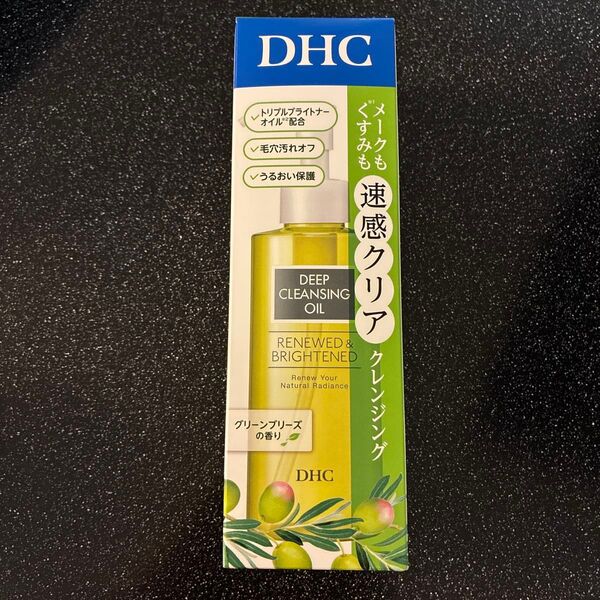 DHC
トリプルブライトナー
オイル※2配合
毛穴汚れオフ
うるおい保護
メークも
くすみも※1
速感クリア
クレンジング
DEEP
CLEANSING
OIL
RENEWED &
BRIGHTENED
Renew Your
Natural Radiance
グリーンブリーズ
の香り
DHC